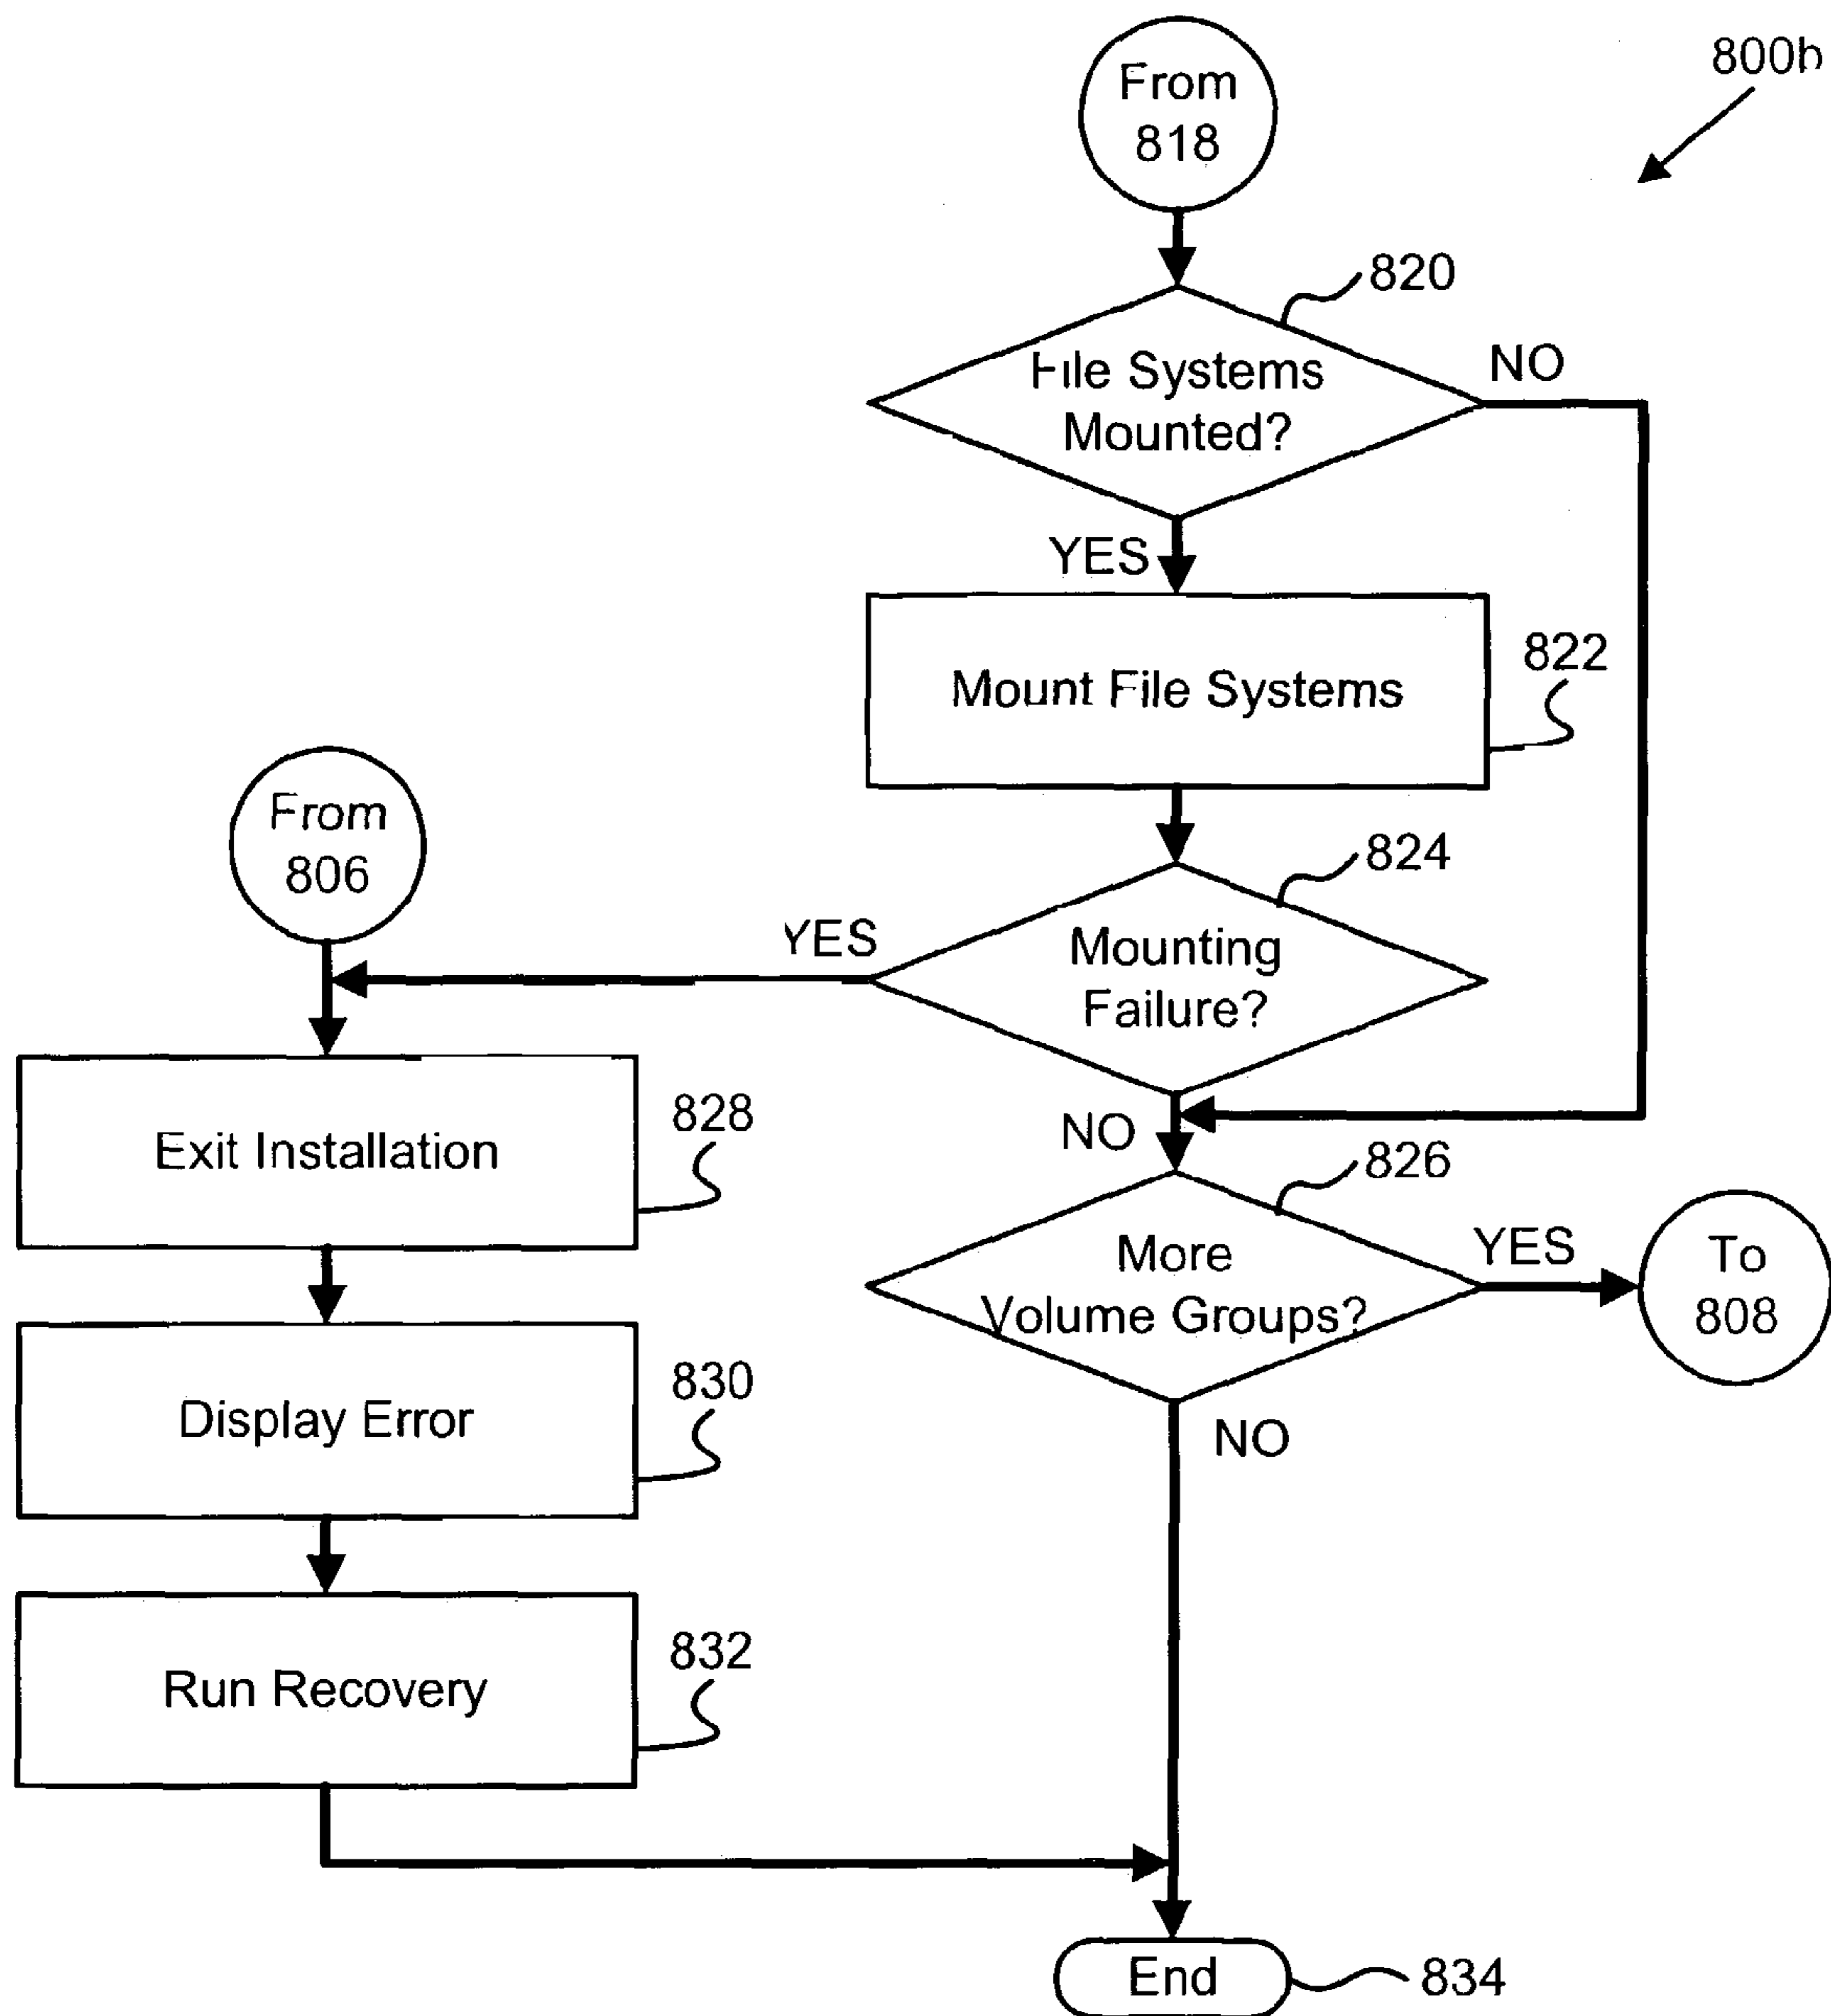 800b
From
818
820
File Systems
Mounted?
NO
YES
822
Mount File Systems
From
806
824
YES
Mounting
Failure?
828
NO
Exit Installation
826
More
Volume Groups?
YES
To
808
830
Display Error
NO
832
Run Recovery
End
834